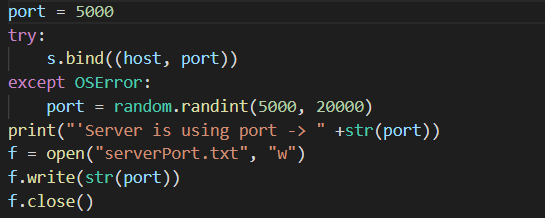 port = 5000
try:
    s.bind((host, port))
except OSError:
    port = random.randint(5000, 20000)
print("'Server is using port -> " +str(port))
f = open("serverPort.txt", "w")
f.write(str(port))
f.close()